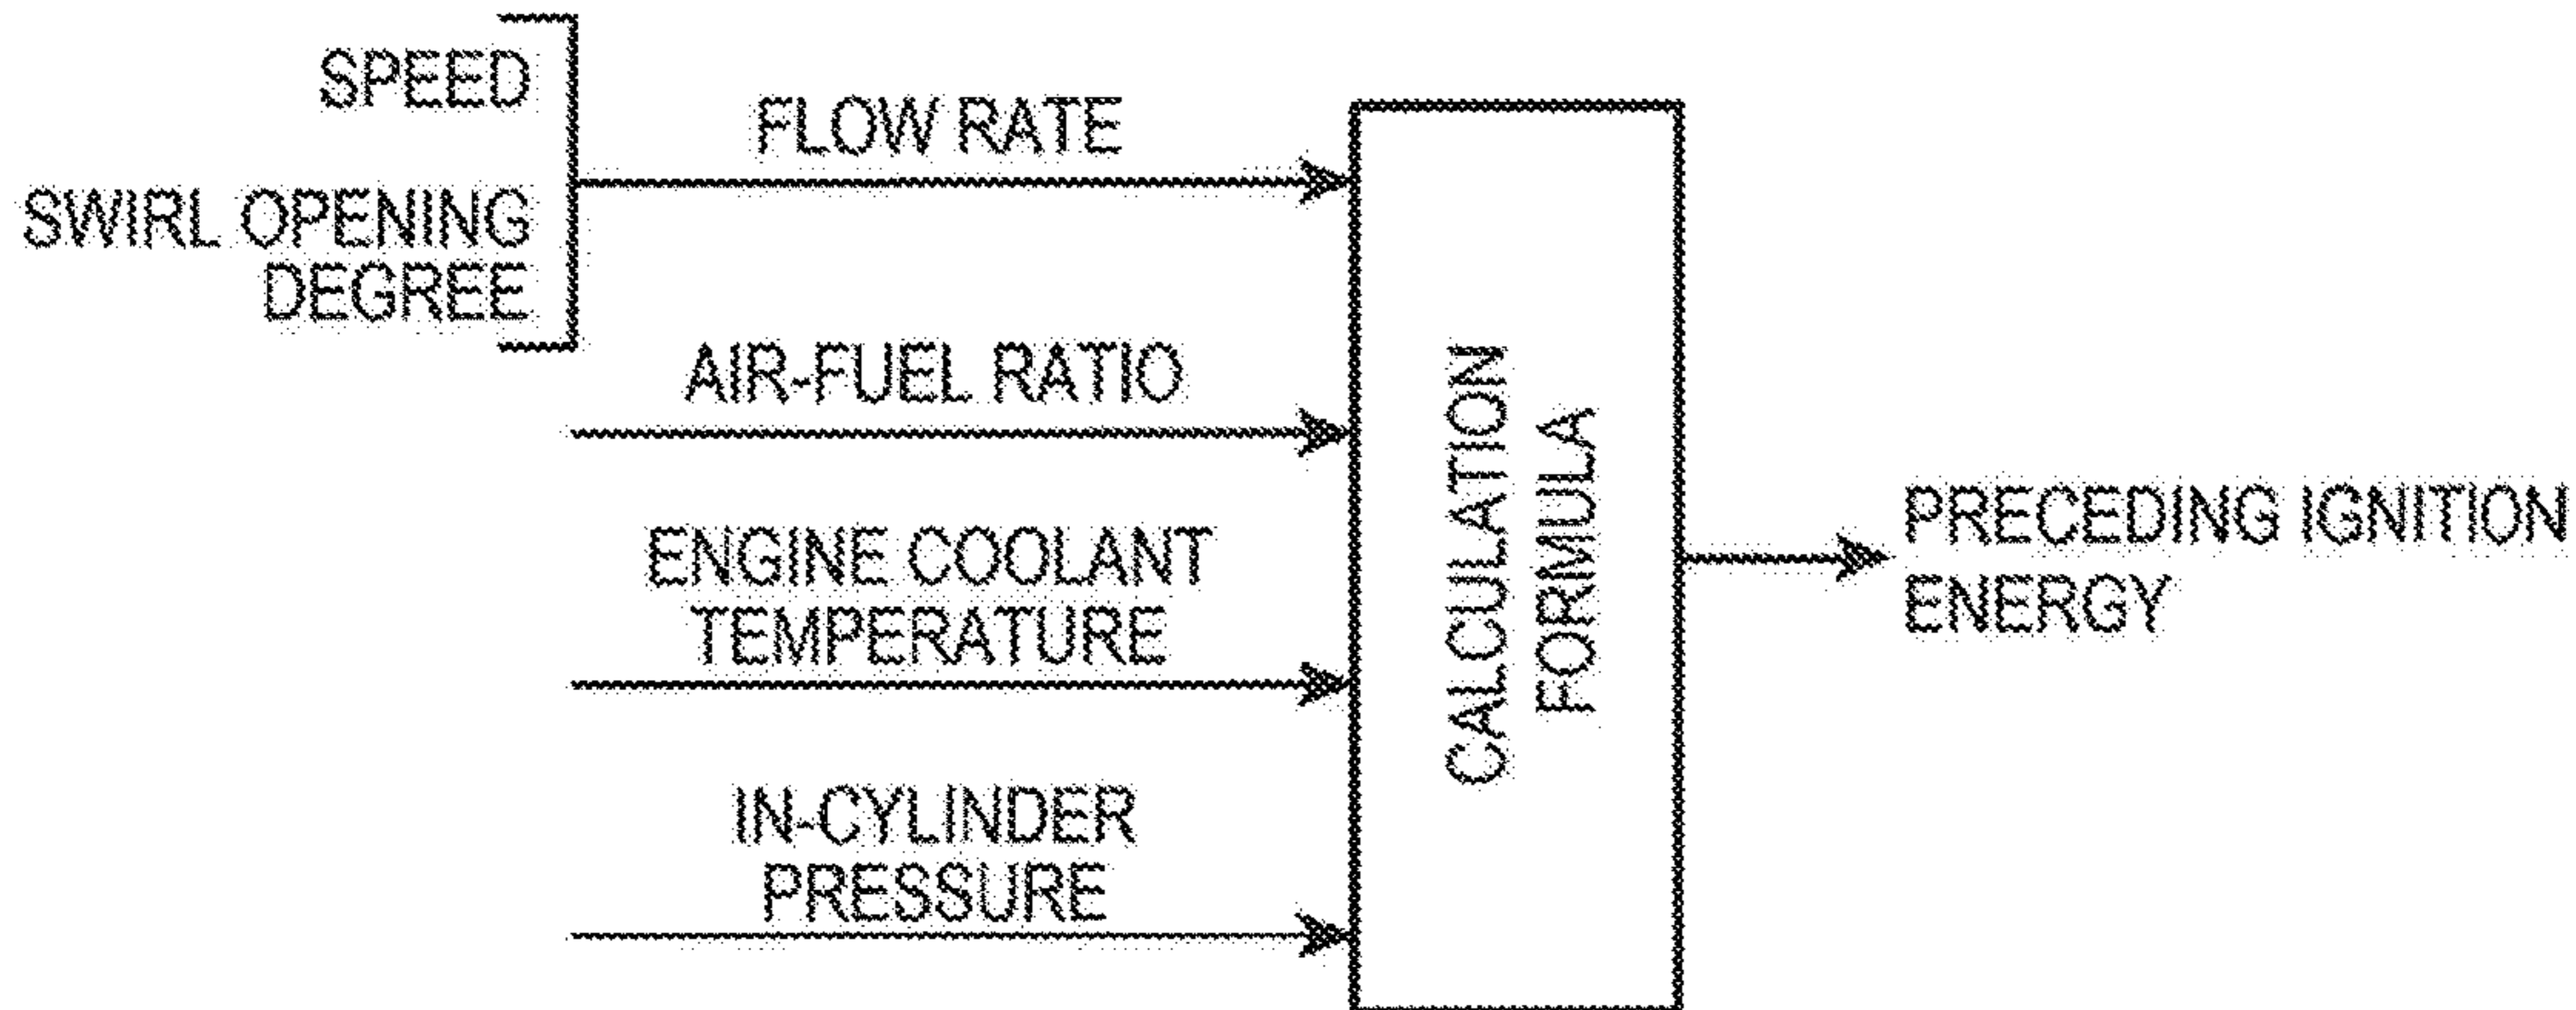 SPEED
SWIRL OPENING
DEGREE
FLOW RATE
AIR-FUEL RATIO
ENGINE COOLANT
TEMPERATURE
IN-CYLINDER
PRESSURE
CALCULATION
FORMULA
PRECEDING IGNITION
ENERGY